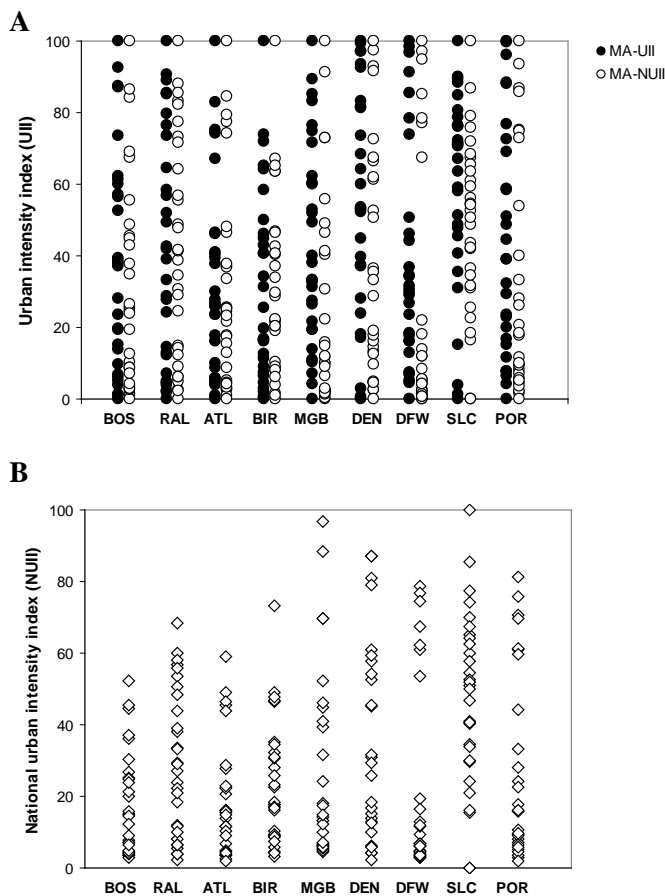 A
100
80
60
40
20
0
Urban intensity index (UII)
BOS RAL ATL BIR MGB DEN DFW SLC POR
MA-UII
MA-NUII
B
100
80
60
40
20
0
National urban intensity index (NUII)
BOS RAL ATL BIR MGB DEN DFW SLC POR